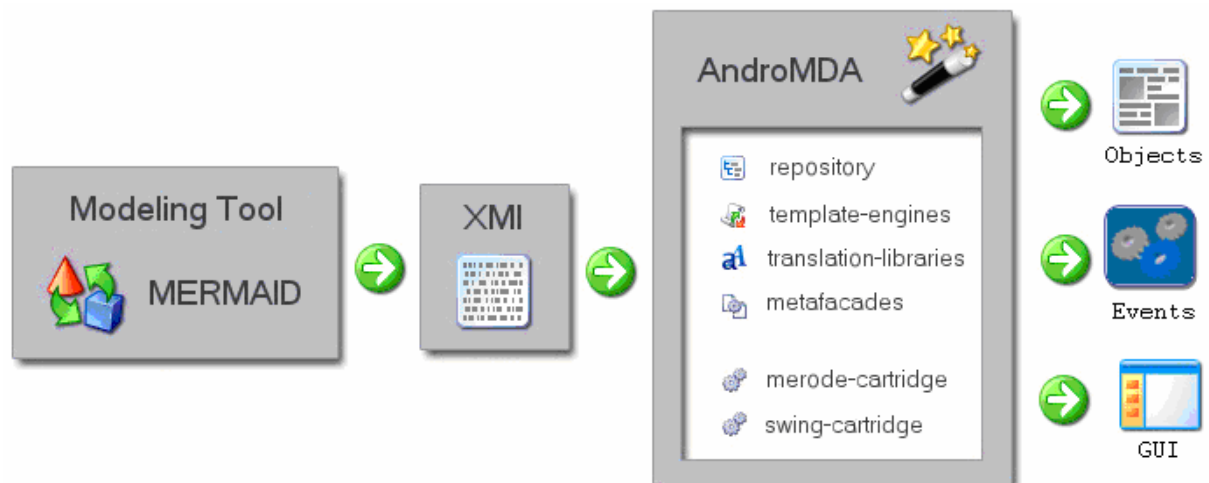 Modeling Tool
MERMAID
XMI
AndroMDA
repository
template-engines
translation-libraries
metafacades
merode-cartridge
swing-cartridge
Objects
Events
GUI